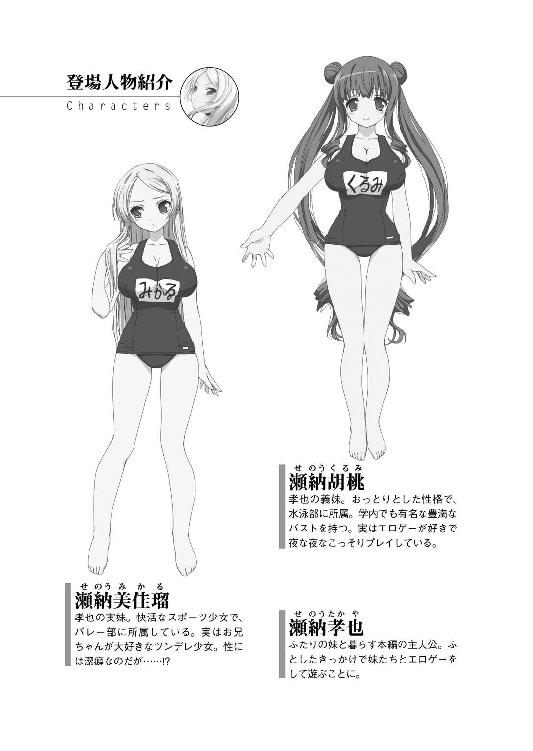 登場人物紹介
Characters
くるみ
みかる
せのうくるみ
瀬納胡桃
孝也の義妹。おっとりとした性格で、
水泳部に所属。学内でも有名な豊満な
バストを持つ。実はエロゲーが好きで
夜な夜なこっそりプレイしている。
せのうみかる
瀬納美佳瑠
孝也の実妹。快活なスポーツ少女で、
バレー部に所属している。実はお兄
ちゃんが大好きなツンデレ少女。性に
は潔癖なのだが……!?
せのうたかや
瀬納孝也
ふたりの妹と暮らす本編の主人公。ふ
としたきっかけで妹たちとエロゲーを
して遊ぶことに。